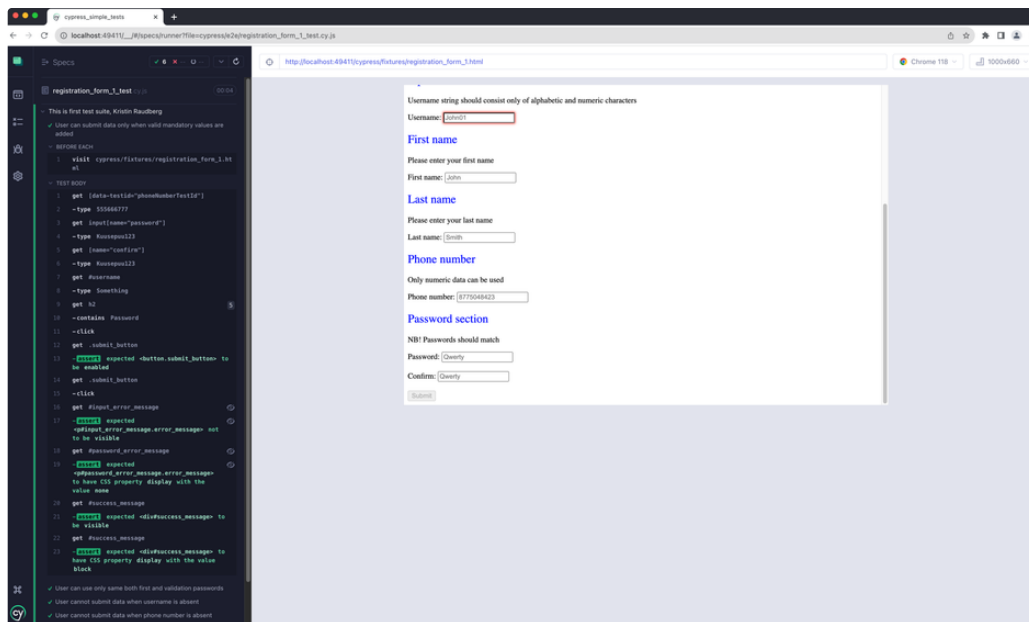 cypress_simple_tests
localhost:49411/__/#/specs/runner?file=cypress/e2e/registration_form_1_test.cy.js
Specs
6
registration_form_1_test.cy.js
00:04
This is first test suite, Kristin Raudberg
User can submit data only when valid mandatory values are
added
BEFORE EACH
1 visit cypress/fixtures/registration_form_1.ht
ml
TEST BODY
1 get [data-testid="phoneNumberTestId"]
2 -type 555666777
3 get input[name="password"]
4 -type Kuusepuu123
5 get [name="confirm"]
6 -type Kuusepuu123
7 get #username
8 -type Something
9 get h2
10 -contains Password
11 -click
12 get .submit_button
13 -assert expected <button.submit_button> to
be enabled
14 get .submit_button
15 -click
16 get #input_error_message
17 -assert expected
<p#input_error_message.error_message> not
to be visible
18 get #password_error_message
19 -assert expected
<p#password_error_message.error_message>
to have CSS property display with the
value none
20 get #success_message
21 -assert expected <div#success_message> to
be visible
22 get #success_message
23 -assert expected <div#success_message> to
have CSS property display with the value
block
User can use only same both first and validation passwords
User cannot submit data when username is absent
User cannot submit data when phone number is absent
cy
http://localhost:49411/cypress/fixtures/registration_form_1.html
Chrome 118
1000x660
Username string should consist only of alphabetic and numeric characters
Username: John01
First name
Please enter your first name
First name: John
Last name
Please enter your last name
Last name: Smith
Phone number
Only numeric data can be used
Phone number: 8775048423
Password section
NB! Passwords should match
Password: Qwerty
Confirm: Qwerty
Submit